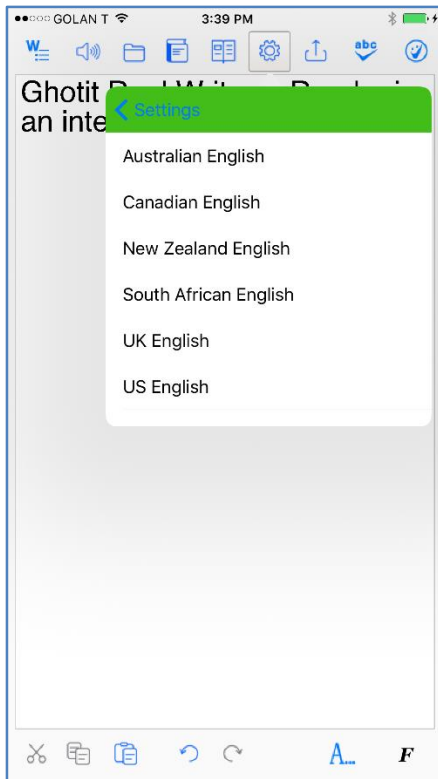 GOLAN T 3:39 PM
W abc
Ghotit
an inte
Settings
Australian English
Canadian English
New Zealand English
South African English
UK English
US English
A... F